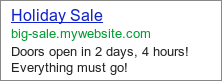 Holiday Sale
big-sale.mywebsite.com
Doors open in 2 days, 4 hours!
Everything must go!